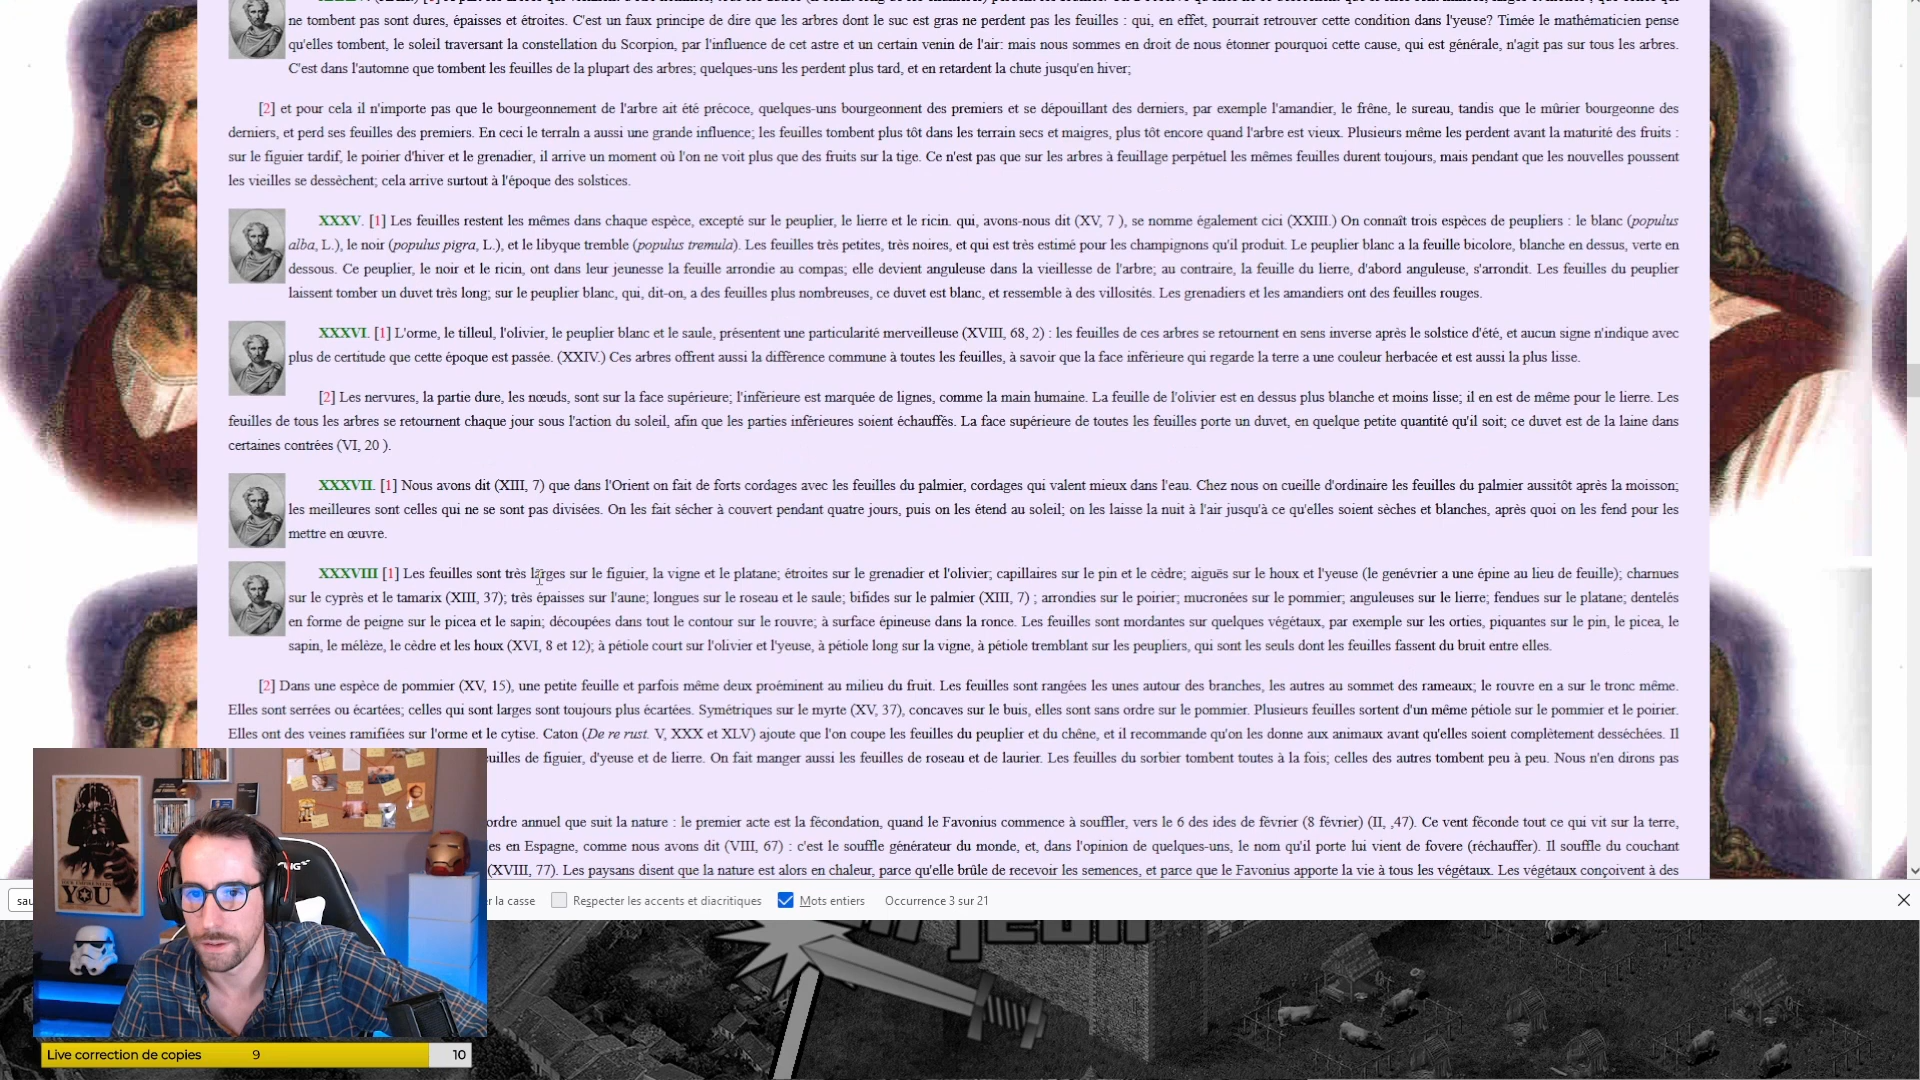 ne tombent pas sont dures, épaisses et étroites. C'est un faux principe de dire que les arbres dont le suc est gras ne perdent pas les feuilles : qui, en effet, pourrait retrouver cette condition dans l'yeuse? Timée le mathématicien pense
qu'elles tombent, le soleil traversant la constellation du Scorpion, par l'influence de cet astre et un certain venin de l'air: mais nous sommes en droit de nous étonner pourquoi cette cause, qui est générale, n'agit pas sur tous les arbres.
C'est dans l'automne que tombent les feuilles de la plupart des arbres; quelques-uns les perdent plus tard, et en retardent la chute jusqu'en hiver;
[2] et pour cela il n'importe pas que le bourgeonnement de l'arbre ait été précoce, quelques-uns bourgeonnent des premiers et se dépouillant des derniers, par exemple l'amandier, le frêne, le sureau, tandis que le mûrier bourgeonne des
derniers, et perd ses feuilles des premiers. En ceci le terraln a aussi une grande influence; les feuilles tombent plus tôt dans les terrain secs et maigres, plus tôt encore quand l'arbre est vieux. Plusieurs même les perdent avant la maturité des fruits :
sur le figuier tardif, le poirier d'hiver et le grenadier, il arrive un moment où l'on ne voit plus que des fruits sur la tige. Ce n'est pas que sur les arbres à feuillage perpétuel les mêmes feuilles durent toujours, mais pendant que les nouvelles poussent
les vieilles se dessèchent; cela arrive surtout à l'époque des solstices.
XXXV. [1] Les feuilles restent les mêmes dans chaque espèce, excepté sur le peuplier, le lierre et le ricin. qui, avons-nous dit (XV, 7 ), se nomme également cici (XXIII.) On connaît trois espèces de peupliers : le blanc (populus
alba, L.), le noir (populus pigra, L.), et le libyque tremble (populus tremula). Les feuilles très petites, très noires, et qui est très estimé pour les champignons qu'il produit. Le peuplier blanc a la feuille bicolore, blanche en dessus, verte en
dessous. Ce peuplier, le noir et le ricin, ont dans leur jeunesse la feuille arrondie au compas; elle devient anguleuse dans la vieillesse de l'arbre; au contraire, la feuille du lierre, d'abord anguleuse, s'arrondit. Les feuilles du peuplier
laissent tomber un duvet très long; sur le peuplier blanc, qui, dit-on, a des feuilles plus nombreuses, ce duvet est blanc, et ressemble à des villosités. Les grenadiers et les amandiers ont des feuilles rouges.
XXXVI. [1] L'orme, le tilleul, l'olivier, le peuplier blanc et le saule, présentent une particularité merveilleuse (XVIII, 68, 2) : les feuilles de ces arbres se retournent en sens inverse après le solstice d'été, et aucun signe n'indique avec
plus de certitude que cette époque est passée. (XXIV.) Ces arbres offrent aussi la différence commune à toutes les feuilles, à savoir que la face inférieure qui regarde la terre a une couleur herbacée et est aussi la plus lisse.
[2] Les nervures, la partie dure, les nœuds, sont sur la face supérieure; l'inférieure est marquée de lignes, comme la main humaine. La feuille de l'olivier est en dessus plus blanche et moins lisse; il en est de même pour le lierre. Les
feuilles de tous les arbres se retournent chaque jour sous l'action du soleil, afin que les parties inférieures soient échauffés. La face supérieure de toutes les feuilles porte un duvet, en quelque petite quantité qu'il soit; ce duvet est de la laine dans
certaines contrées (VI, 20 ).
XXXVII. [1] Nous avons dit (XIII, 7) que dans l'Orient on fait de forts cordages avec les feuilles du palmier, cordages qui valent mieux dans l'eau. Chez nous on cueille d'ordinaire les feuilles du palmier aussitôt après la moisson;
les meilleures sont celles qui ne se sont pas divisées. On les fait sécher à couvert pendant quatre jours, puis on les étend au soleil; on les laisse la nuit à l'air jusqu'à ce qu'elles soient sèches et blanches, après quoi on les fend pour les
mettre en œuvre.
XXXVIII [1] Les feuilles sont très larges sur le figuier, la vigne et le platane; étroites sur le grenadier et l'olivier; capillaires sur le pin et le cèdre; aiguës sur le houx et l'yeuse (le genévrier a une épine au lieu de feuille); charnues
sur le cyprès et le tamarix (XIII, 37); très épaisses sur l'aune; longues sur le roseau et le saule; bifides sur le palmier (XIII, 7) ; arrondies sur le poirier; mucronées sur le pommier; anguleuses sur le lierre; fendues sur le platane; dentelés
en forme de peigne sur le picea et le sapin; découpées dans tout le contour sur le rouvre; à surface épineuse dans la ronce. Les feuilles sont mordantes sur quelques végétaux, par exemple sur les orties, piquantes sur le pin, le picea, le
sapin, le mélèze, le cèdre et les houx (XVI, 8 et 12); à pétiole court sur l'olivier et l'yeuse, à pétiole long sur la vigne, à pétiole tremblant sur les peupliers, qui sont les seuls dont les feuilles fassent du bruit entre elles.
[2] Dans une espèce de pommier (XV, 15), une petite feuille et parfois même deux proéminent au milieu du fruit. Les feuilles sont rangées les unes autour des branches, les autres au sommet des rameaux; le rouvre en a sur le tronc même.
Elles sont serrées ou écartées; celles qui sont larges sont toujours plus écartées. Symétriques sur le myrte (XV, 37), concaves sur le buis, elles sont sans ordre sur le pommier. Plusieurs feuilles sortent d'un même pétiole sur le pommier et le poirier.
Elles ont des veines ramifiées sur l'orme et le cytise. Caton (De re rust. V, XXX et XLV) ajoute que l'on coupe les feuilles du peuplier et du chêne, et il recommande qu'on les donne aux animaux avant qu'elles soient complètement desséchées. Il
uilles de figuier, d'yeuse et de lierre. On fait manger aussi les feuilles de roseau et de laurier. Les feuilles du sorbier tombent toutes à la fois; celles des autres tombent peu à peu. Nous n'en dirons pas
ordre annuel que suit la nature : le premier acte est la fécondation, quand le Favonius commence à souffler, vers le 6 des ides de février (8 février) (II, ,47). Ce vent féconde tout ce qui vit sur la terre,
es en Espagne, comme nous avons dit (VIII, 67) : c'est le souffle générateur du monde, et, dans l'opinion de quelques-uns, le nom qu'il porte lui vient de fovere (réchauffer). Il souffle du couchant
(XVIII, 77). Les paysans disent que la nature est alors en chaleur, parce qu'elle brûle de recevoir les semences, et parce que le Favonius apporte la vie à tous les végétaux. Les végétaux conçoivent à des
sau
r la casse
Respecter les accents et diacritiques
Mots entiers
Occurrence 3 sur 21
YOU
Live correction de copies 9 10